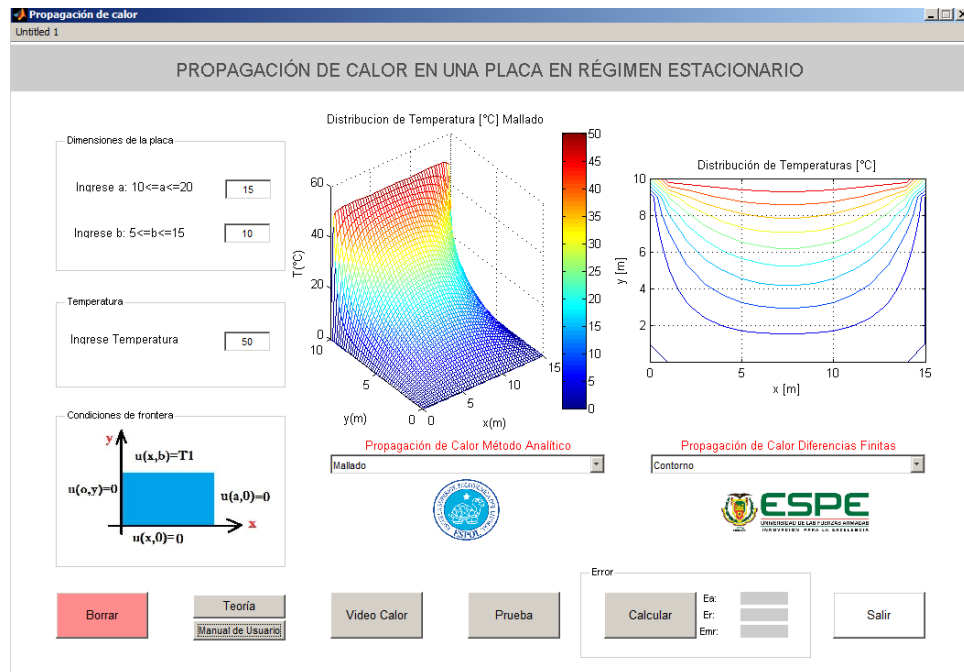 Propagación de calor
Untitled 1
PROPAGACIÓN DE CALOR EN UNA PLACA EN RÉGIMEN ESTACIONARIO
Dimensiones de la placa
Ingrese a: 10<=a<=20
15
Ingrese b: 5<=b<=15
10
Temperatura
Ingrese Temperatura
50
Condiciones de frontera
y
u(x,b)=T1
u(o,y)=0
u(a,0)=0
x
u(x,0)=0
Distribucion de Temperatura [°C] Mallado
T(°C)
60
40
20
0
10
5
0
y(m)
0
5
10
15
x(m)
50
45
40
35
30
25
20
15
10
5
0
Distribución de Temperaturas [°C]
y [m]
10
8
6
4
2
0
5
10
15
x [m]
Propagación de Calor Método Analítico
Mallado
Propagación de Calor Diferencias Finitas
Contorno
ESPOL
ESPE
UNIVERSIDAD DE LAS FUERZAS ARMADAS
INNOVACIÓN PARA LA EXCELENCIA
Borrar
Teoría
Manual de Usuario
Video Calor
Prueba
Error
Calcular
Ea:
Er:
Emr:
Salir